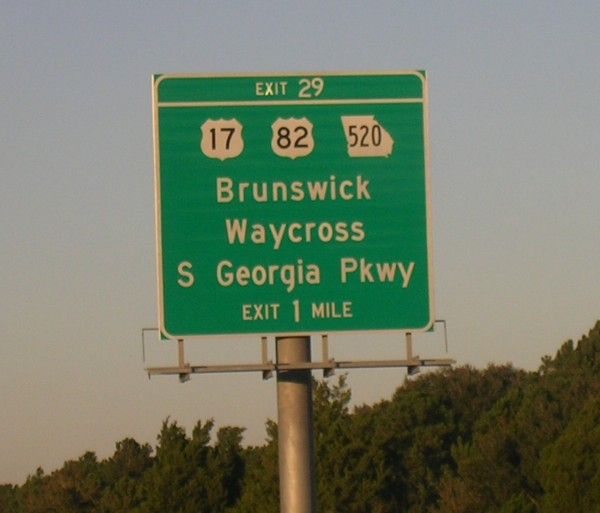 EXIT 29
17 82 520
Brunswick
Waycross
S Georgia Pkwy
EXIT 1 MILE